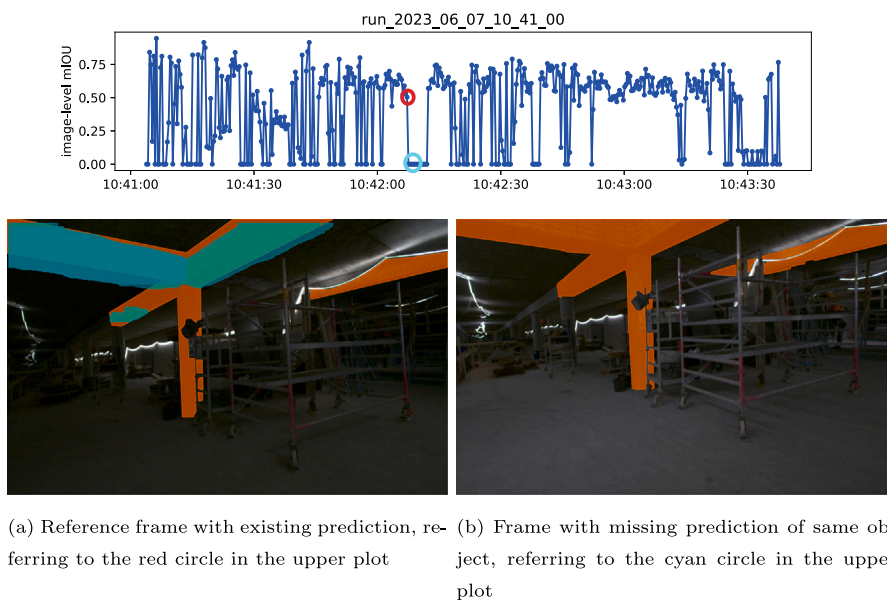 run_2023_06_07_10_41_00
image-level mIOU
0.75
0.50
0.25
0.00
10:41:00 10:41:30 10:42:00 10:42:30 10:43:00 10:43:30
(a) Reference frame with existing prediction, re-
ferring to the red circle in the upper plot
(b) Frame with missing prediction of same ob
ject, referring to the cyan circle in the uppe
plot